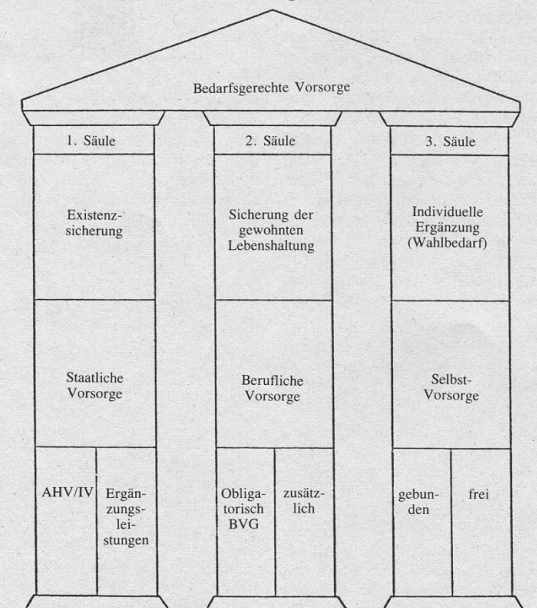 Bedarfsgerechte Vorsorge
1. Säule
2. Säule
3. Säule
Existenz-
sicherung
Sicherung der
gewohnten
Lebenshaltung
Individuelle
Ergänzung
(Wahlbedarf)
Staatliche
Vorsorge
Berufliche
Vorsorge
Selbst-
Vorsorge
AHV/IV
Ergän-
zungs-
lei-
stungen
Obliga-
torisch
BVG
zusätz-
lich
gebun-
den
frei